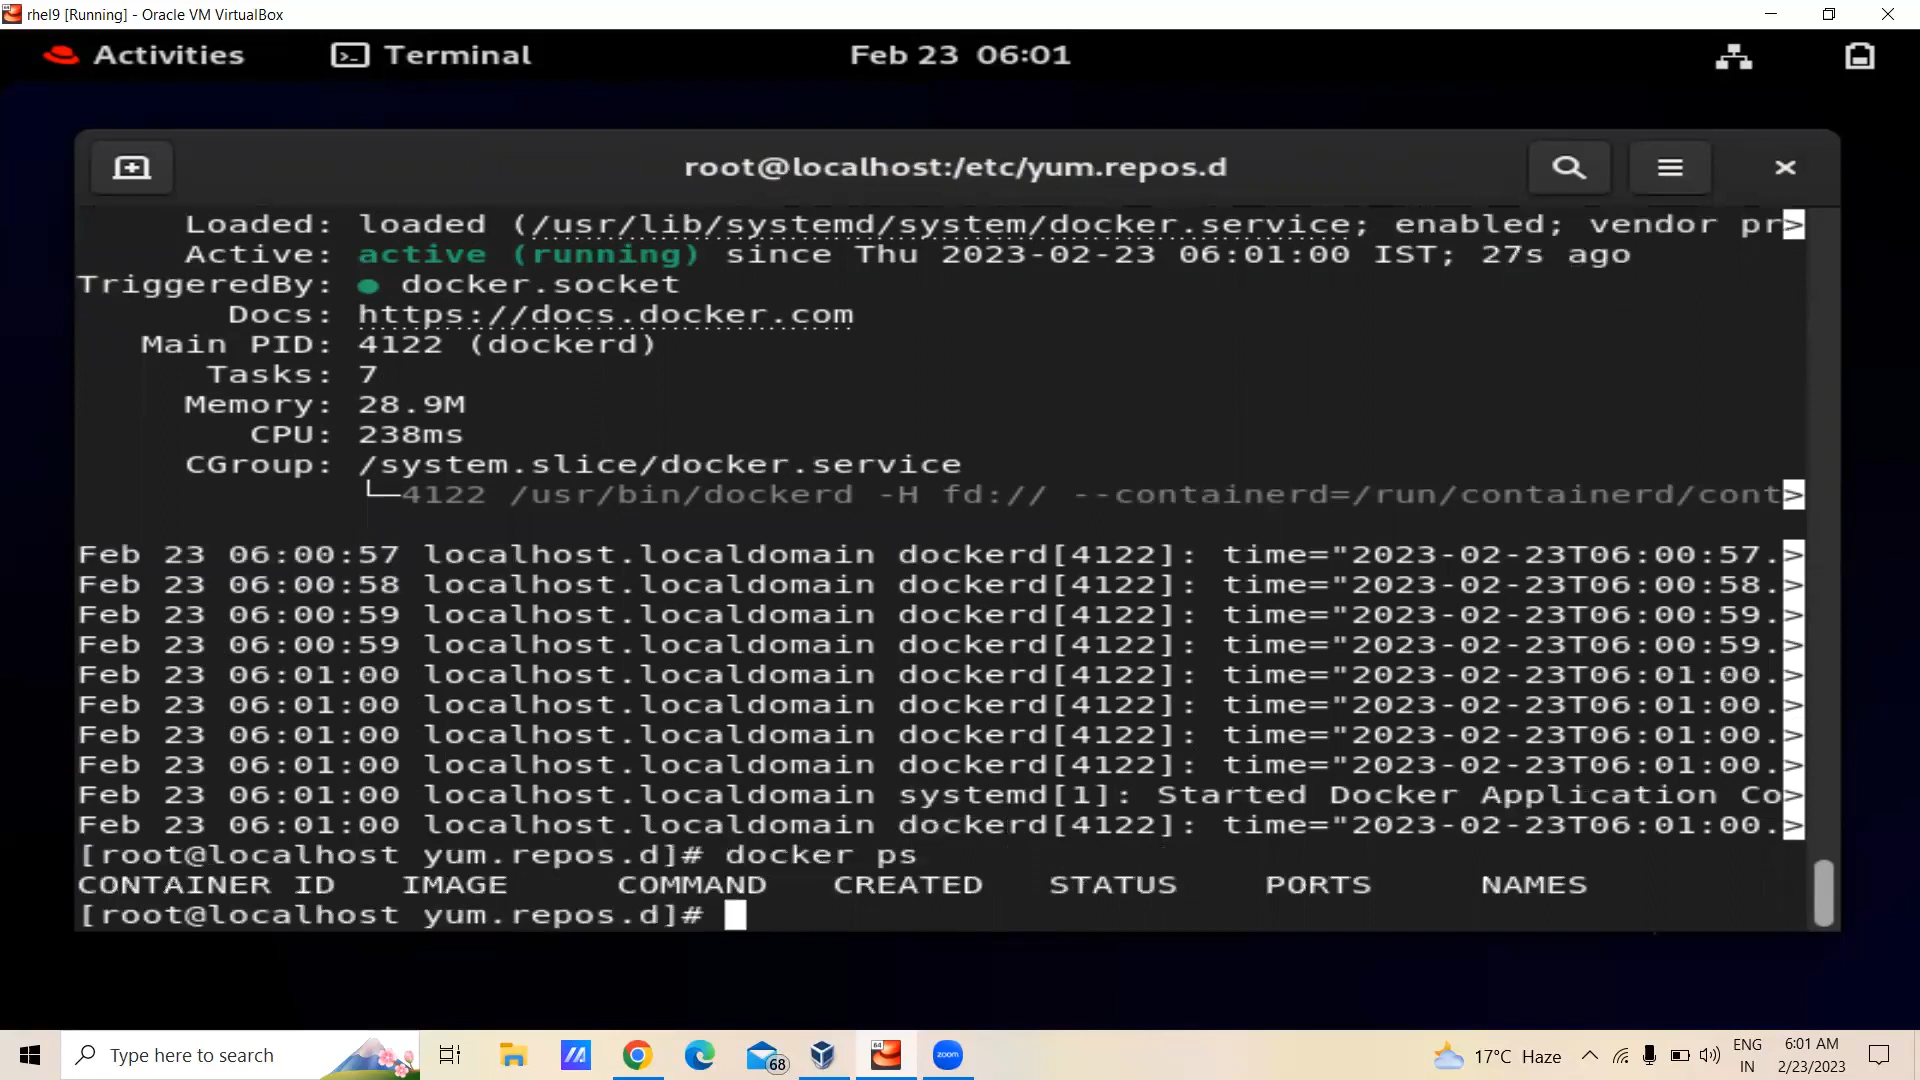 rhel9 [Running] - Oracle VM VirtualBox
Activities Terminal Feb 23 06:01
root@localhost:/etc/yum.repos.d
Loaded: loaded (/usr/lib/systemd/system/docker.service; enabled; vendor pr>
Active: active (running) since Thu 2023-02-23 06:01:00 IST; 27s ago
TriggeredBy: ● docker.socket
Docs: https://docs.docker.com
Main PID: 4122 (dockerd)
Tasks: 7
Memory: 28.9M
CPU: 238ms
CGroup: /system.slice/docker.service
└─4122 /usr/bin/dockerd -H fd:// --containerd=/run/containerd/cont>
Feb 23 06:00:57 localhost.localdomain dockerd[4122]: time="2023-02-23T06:00:57.>
Feb 23 06:00:58 localhost.localdomain dockerd[4122]: time="2023-02-23T06:00:58.>
Feb 23 06:00:59 localhost.localdomain dockerd[4122]: time="2023-02-23T06:00:59.>
Feb 23 06:00:59 localhost.localdomain dockerd[4122]: time="2023-02-23T06:00:59.>
Feb 23 06:01:00 localhost.localdomain dockerd[4122]: time="2023-02-23T06:01:00.>
Feb 23 06:01:00 localhost.localdomain dockerd[4122]: time="2023-02-23T06:01:00.>
Feb 23 06:01:00 localhost.localdomain dockerd[4122]: time="2023-02-23T06:01:00.>
Feb 23 06:01:00 localhost.localdomain dockerd[4122]: time="2023-02-23T06:01:00.>
Feb 23 06:01:00 localhost.localdomain systemd[1]: Started Docker Application Co>
Feb 23 06:01:00 localhost.localdomain dockerd[4122]: time="2023-02-23T06:01:00.>
[root@localhost yum.repos.d]# docker ps
CONTAINER ID IMAGE COMMAND CREATED STATUS PORTS NAMES
[root@localhost yum.repos.d]#
Type here to search 68 64 zoom 17°C Haze ENG 6:01 AM
IN 2/23/2023